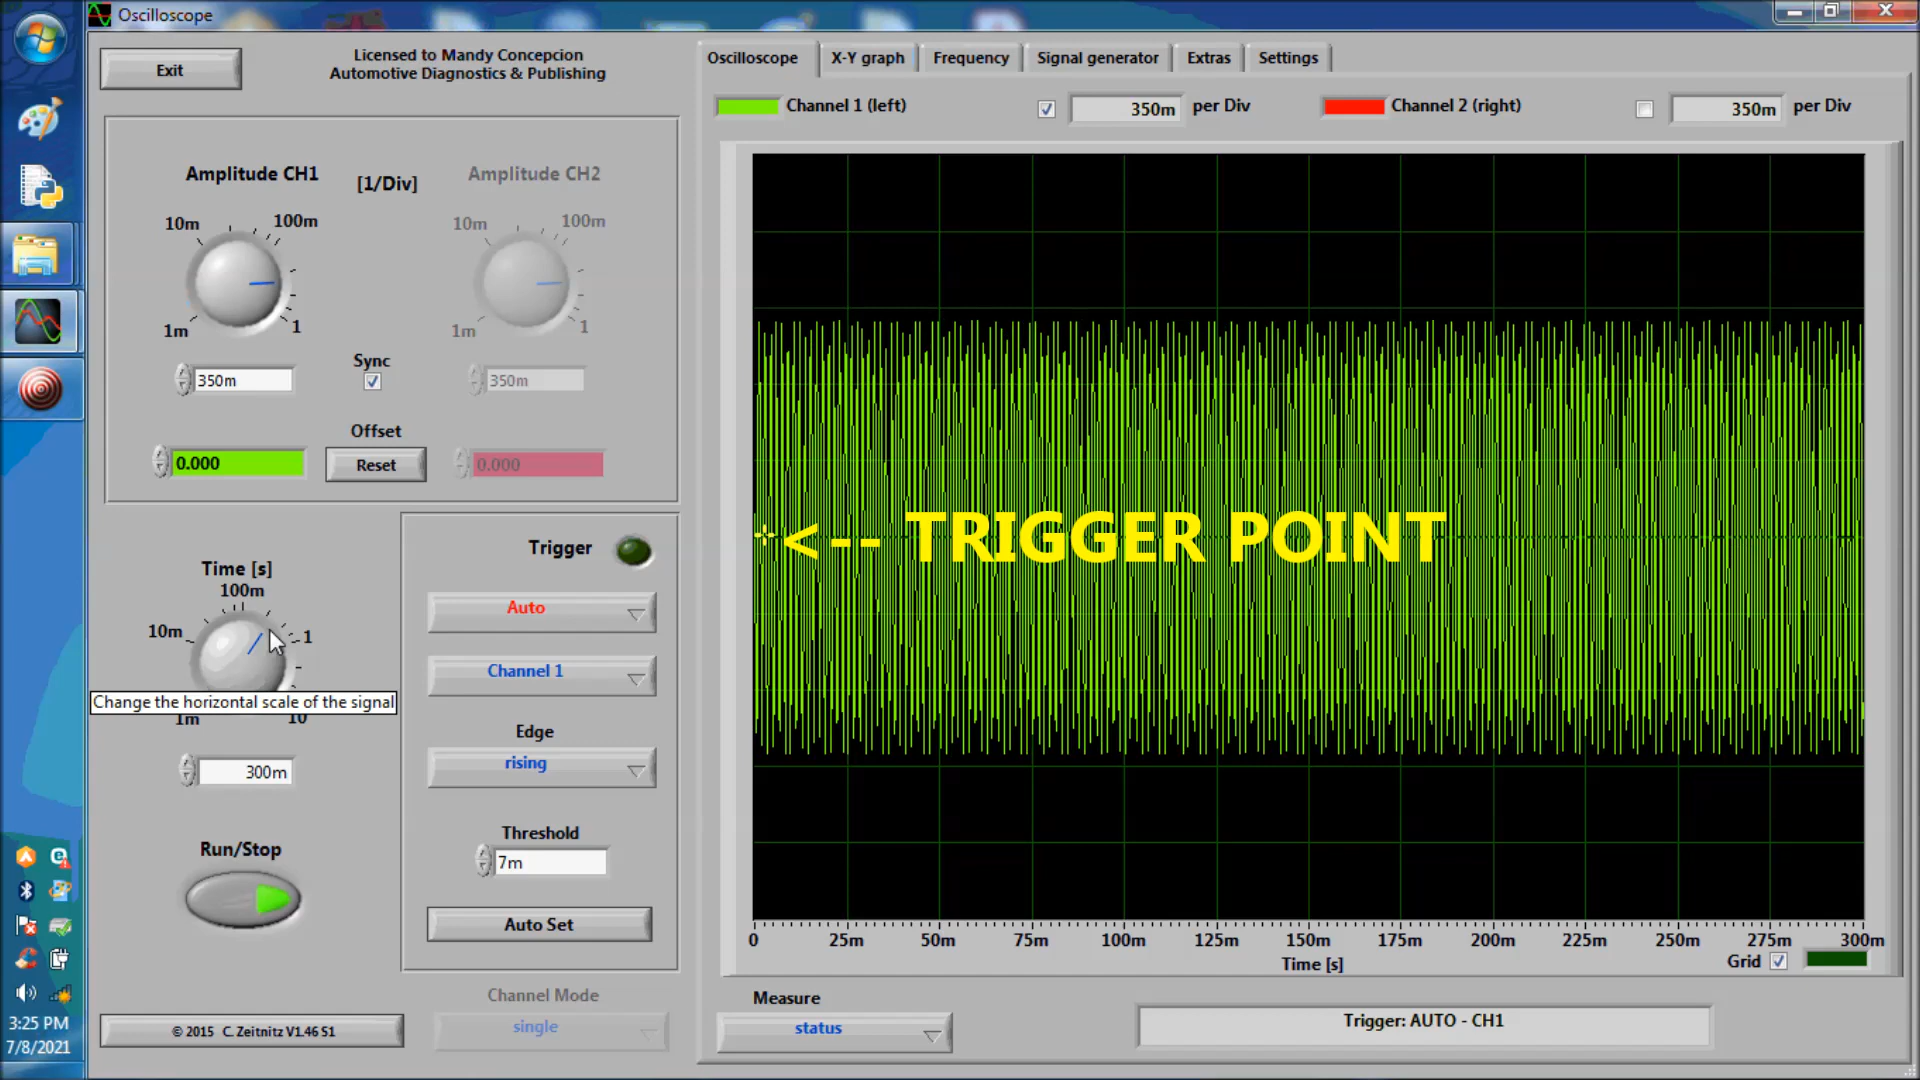 Oscilloscope
Exit
Licensed to Mandy Concepcion
Automotive Diagnostics & Publishing
Oscilloscope
X-Y graph
Frequency
Signal generator
Extras
Settings
Channel 1 (left)
350m
per Div
Channel 2 (right)
350m
per Div
Amplitude CH1
[1/Div]
Amplitude CH2
10m
100m
1m
1
10m
100m
1m
1
350m
Sync
350m
Offset
0.000
Reset
0.000
Time [s]
100m
10m
1
1m
10
Change the horizontal scale of the signal
300m
Run/Stop
Trigger
Auto
Channel 1
Edge
rising
Threshold
7m
Auto Set
Channel Mode
single
© 2015 C. Zeitnitz V1.46 S1
<-- TRIGGER POINT
0 25m 50m 75m 100m 125m 150m 175m 200m 225m 250m 275m 300m
Time [s]
Grid
Measure
status
Trigger: AUTO - CH1
3:25 PM
7/8/2021